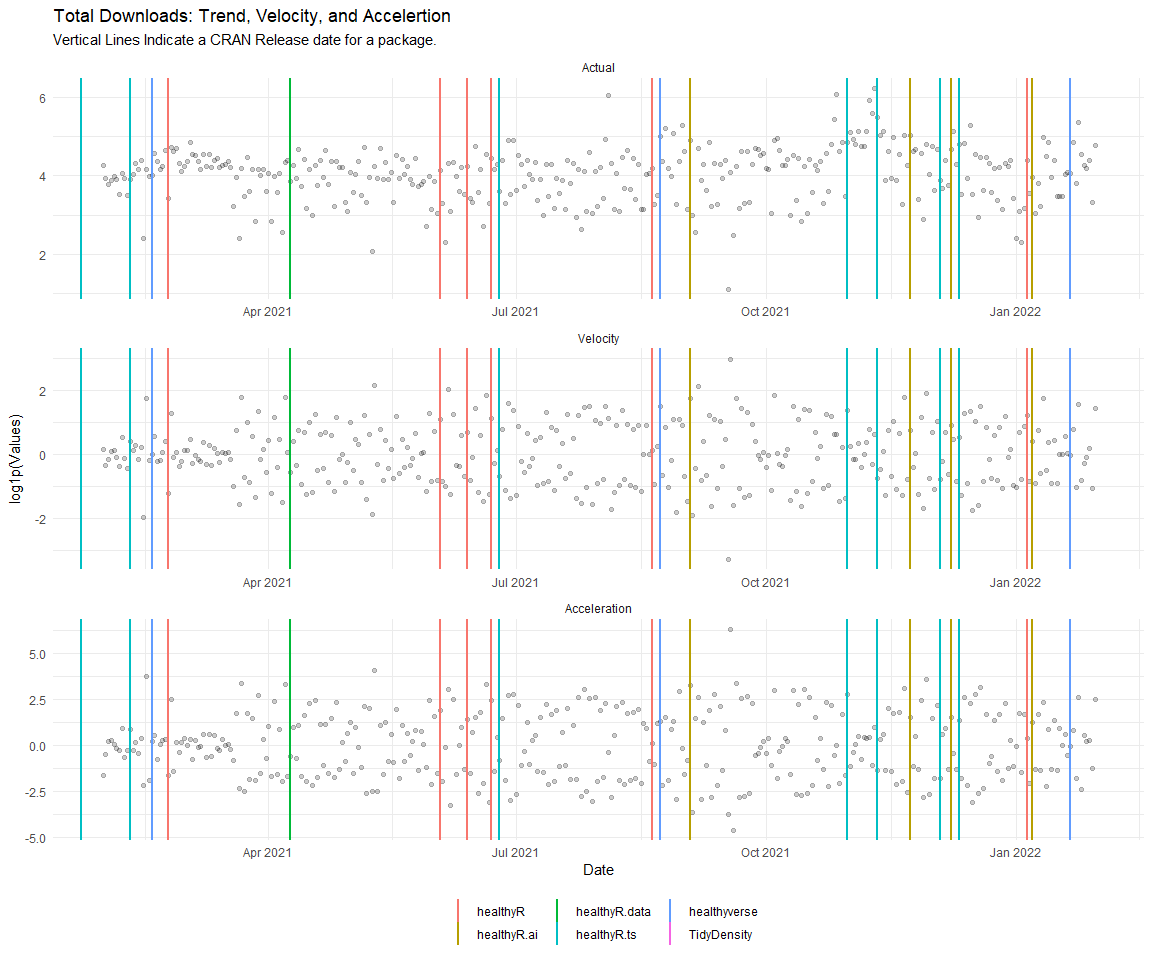 Total Downloads: Trend, Velocity, and Accelertion
Vertical Lines Indicate a CRAN Release date for a package.
Actual
6
4
2
Apr 2021 Jul 2021 Oct 2021 Jan 2022
Velocity
2
0
-2
Apr 2021 Jul 2021 Oct 2021 Jan 2022
log1p(Values)
Acceleration
5.0
2.5
0.0
-2.5
-5.0
Apr 2021 Jul 2021 Oct 2021 Jan 2022
Date
healthyR healthyR.data healthyverse
healthyR.ai healthyR.ts TidyDensity